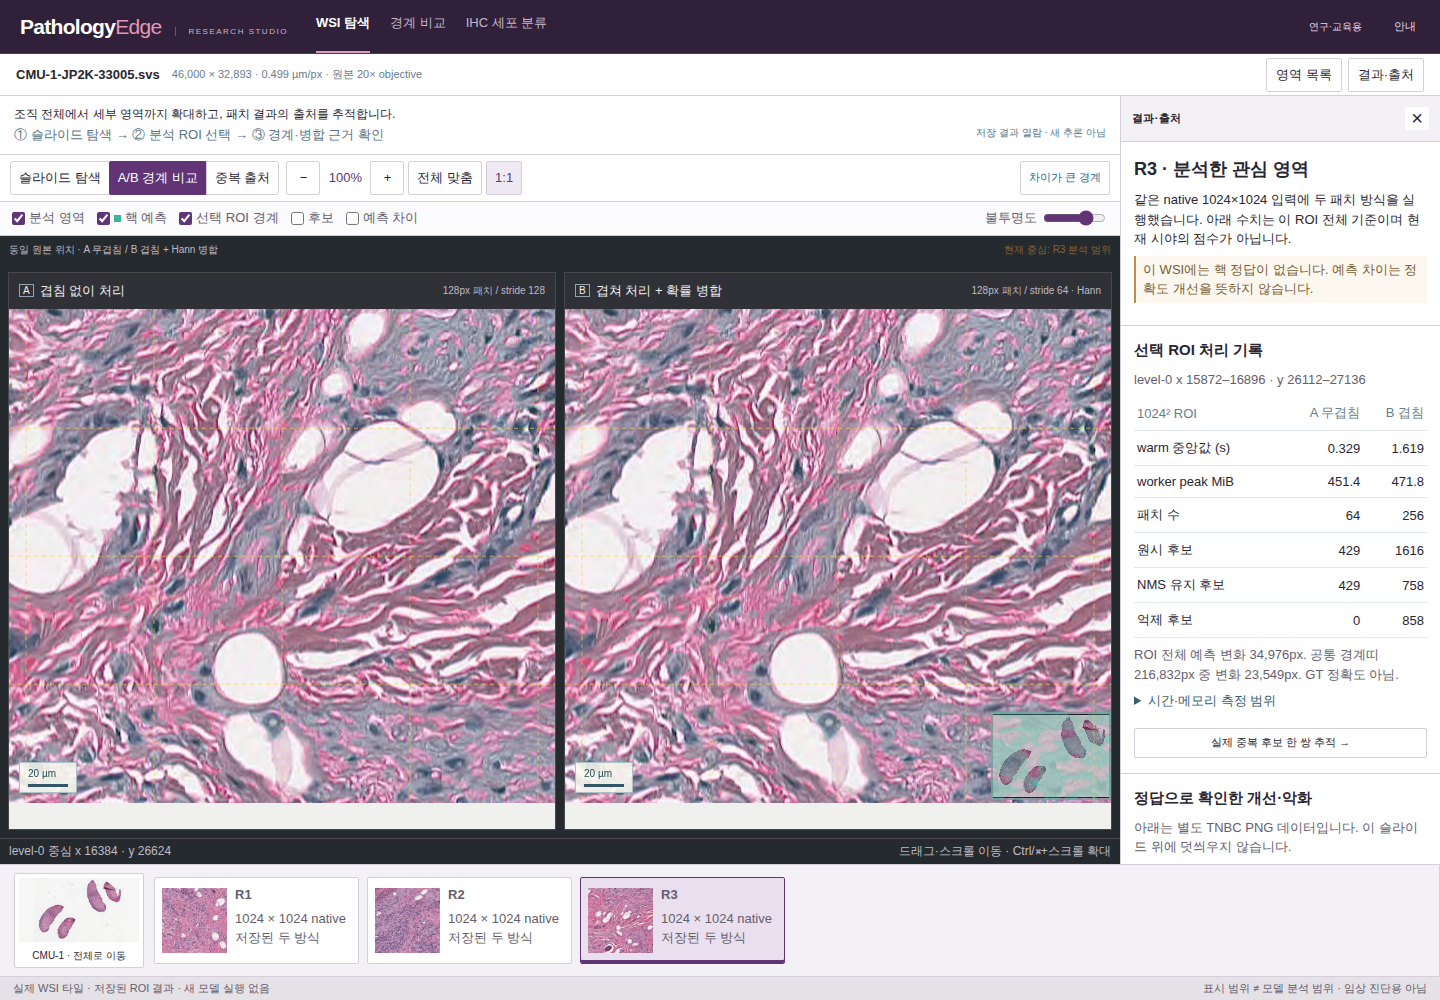 PathologyEdge | RESEARCH STUDIO WSI 탐색 경계 비교 IHC 세포 분류 연구·교육용 안내
CMU-1-JP2K-33005.svs 46,000 × 32,893 · 0.499 µm/px · 원본 20× objective 영역 목록 결과·출처
조직 전체에서 세부 영역까지 확대하고, 패치 결과의 출처를 추적합니다.
① 슬라이드 탐색 → ② 분석 ROI 선택 → ③ 경계·병합 근거 확인 저장 결과 열람 · 새 추론 아님
슬라이드 탐색 A/B 경계 비교 중복 출처 − 100% + 전체 맞춤 1:1 차이가 큰 경계
분석 영역 핵 예측 선택 ROI 경계 후보 예측 차이 불투명도
동일 원본 위치 · A 무겹침 / B 겹침 + Hann 병합 현재 중심: R3 분석 범위
A 겹침 없이 처리 128px 패치 / stride 128
B 겹쳐 처리 + 확률 병합 128px 패치 / stride 64 · Hann
20 µm
20 µm
level-0 중심 x 16384 · y 26624 드래그·스크롤 이동 · Ctrl/⌘+스크롤 확대
결과·출처 ×
R3 · 분석한 관심 영역
같은 native 1024×1024 입력에 두 패치 방식을 실
행했습니다. 아래 수치는 이 ROI 전체 기준이며 현
재 시야의 점수가 아닙니다.
이 WSI에는 핵 정답이 없습니다. 예측 차이는 정
확도 개선을 뜻하지 않습니다.
선택 ROI 처리 기록
level-0 x 15872–16896 · y 26112–27136
1024² ROI A 무겹침 B 겹침
warm 중앙값 (s) 0.329 1.619
worker peak MiB 451.4 471.8
패치 수 64 256
원시 후보 429 1616
NMS 유지 후보 429 758
억제 후보 0 858
ROI 전체 예측 변화 34,976px. 공통 경계띠
216,832px 중 변화 23,549px. GT 정확도 아님.
▶ 시간·메모리 측정 범위
실제 중복 후보 한 쌍 추적 →
정답으로 확인한 개선·악화
아래는 별도 TNBC PNG 데이터입니다. 이 슬라이
드 위에 덧씌우지 않습니다.
CMU-1 · 전체로 이동
R1
1024 × 1024 native
저장된 두 방식
R2
1024 × 1024 native
저장된 두 방식
R3
1024 × 1024 native
저장된 두 방식
실제 WSI 타일 · 저장된 ROI 결과 · 새 모델 실행 없음 표시 범위 ≠ 모델 분석 범위 · 임상 진단용 아님